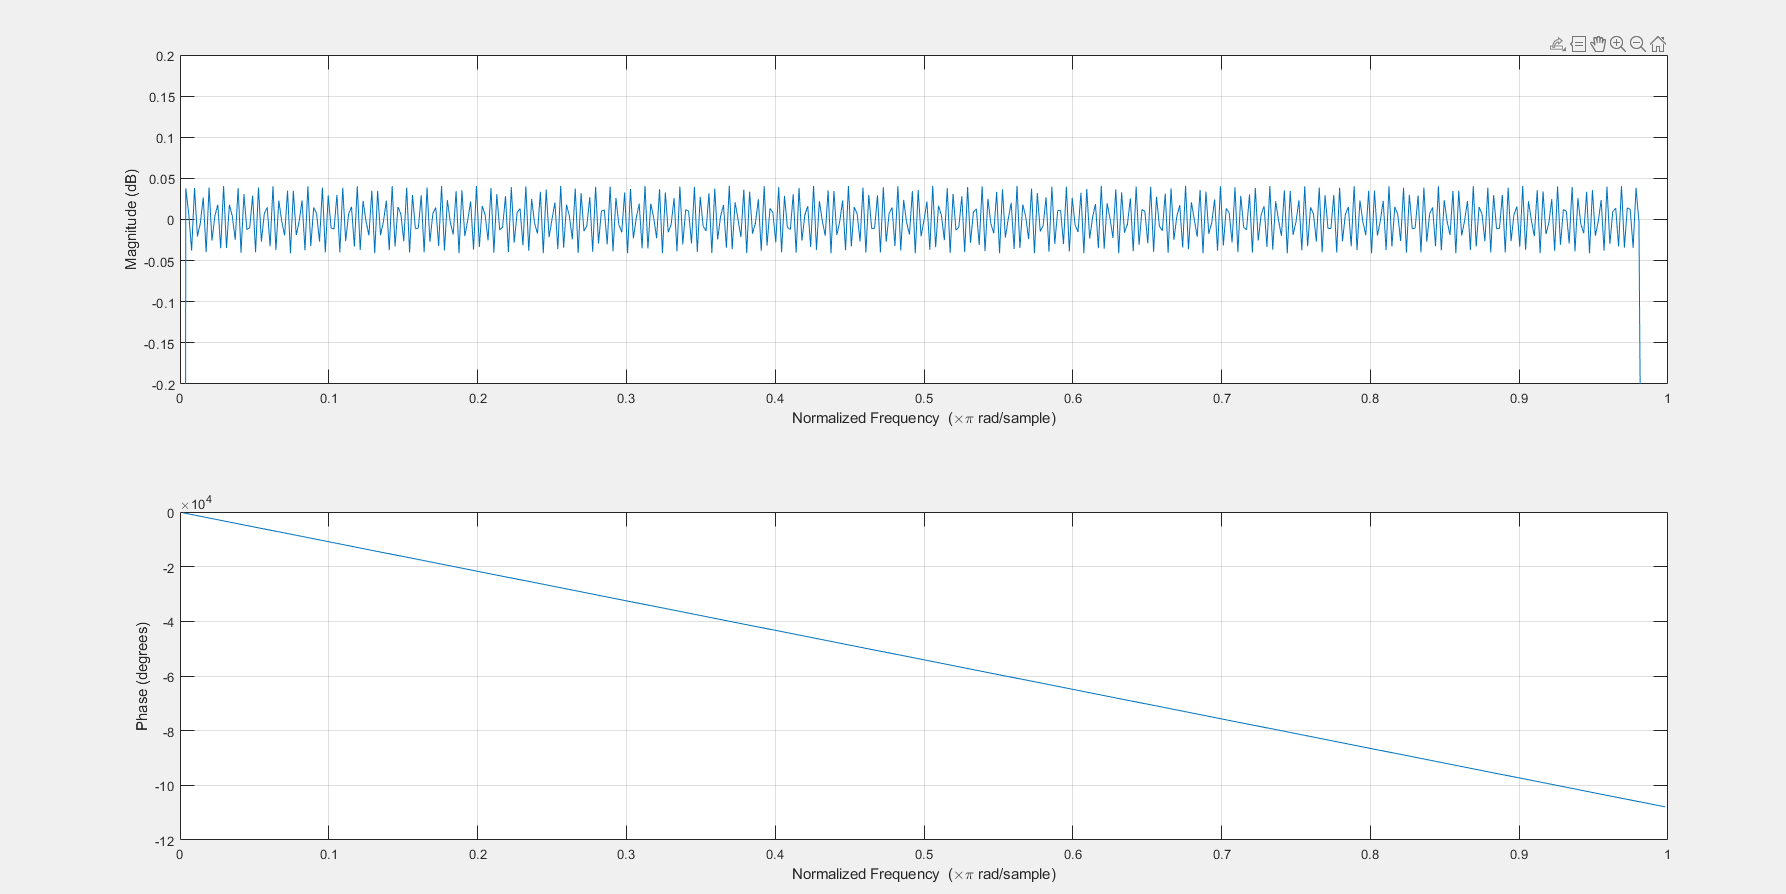 0.2
0.15
0.1
0.05
0
-0.05
-0.1
-0.15
-0.2
Magnitude (dB)
0 0.1 0.2 0.3 0.4 0.5 0.6 0.7 0.8 0.9 1
Normalized Frequency (×π rad/sample)
×10⁴
0
-2
-4
-6
-8
-10
-12
Phase (degrees)
0 0.1 0.2 0.3 0.4 0.5 0.6 0.7 0.8 0.9 1
Normalized Frequency (×π rad/sample)